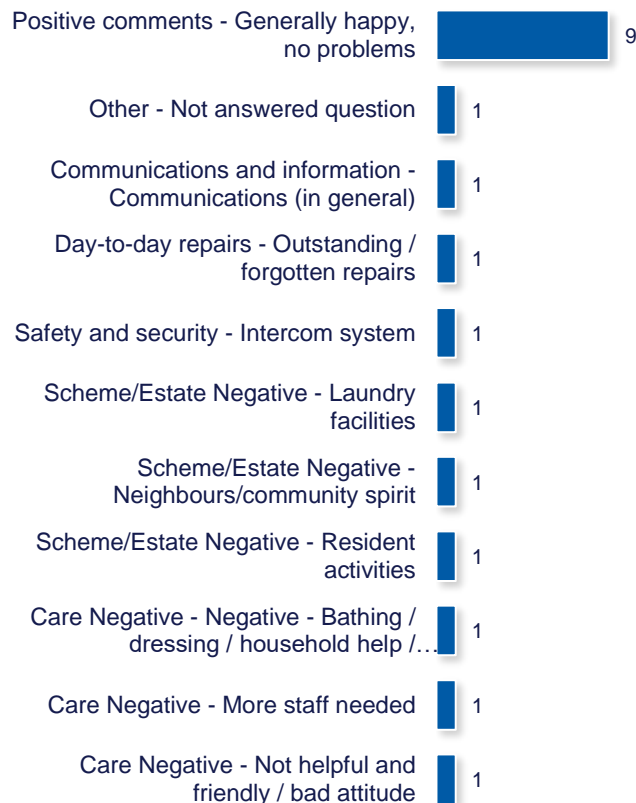 Positive comments - Generally happy,
no problems
9
Other - Not answered question
1
Communications and information -
Communications (in general)
1
Day-to-day repairs - Outstanding /
forgotten repairs
1
Safety and security - Intercom system
1
Scheme/Estate Negative - Laundry
facilities
1
Scheme/Estate Negative -
Neighbours/community spirit
1
Scheme/Estate Negative - Resident
activities
1
Care Negative - Negative - Bathing /
dressing / household help /…
1
Care Negative - More staff needed
1
Care Negative - Not helpful and
friendly / bad attitude
1